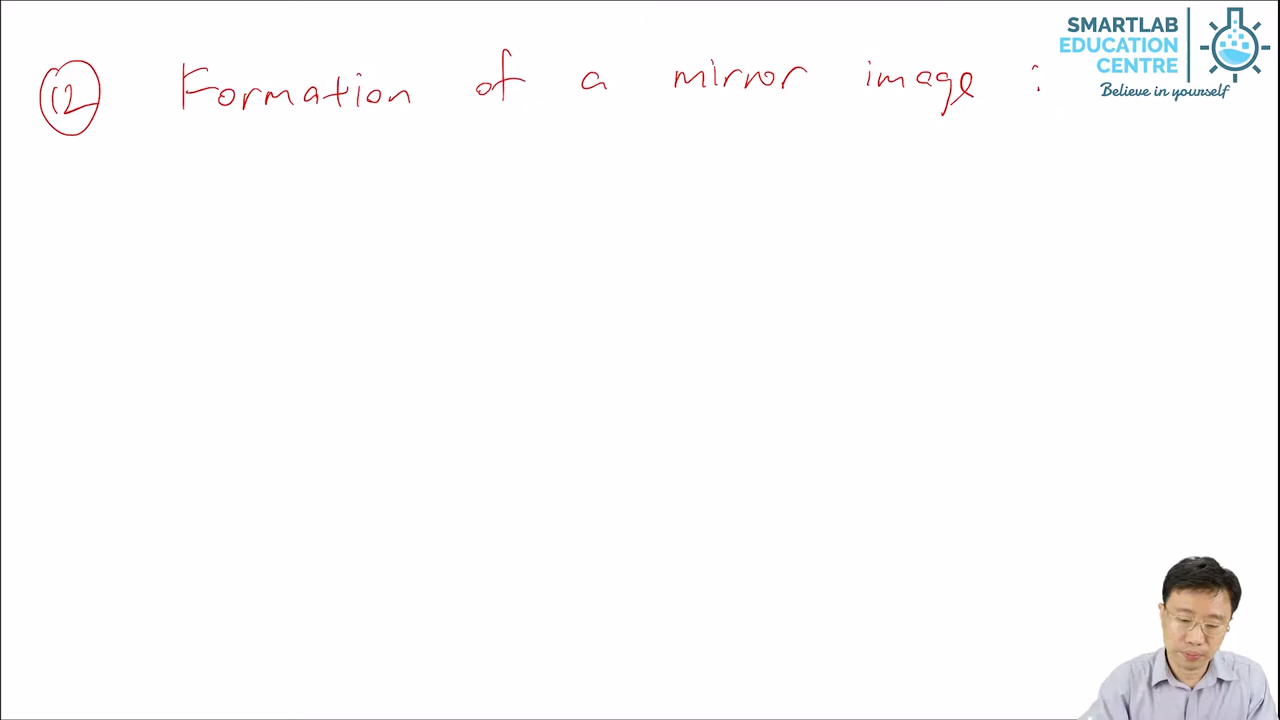 12 Formation of a mirror image :
SMARTLAB
EDUCATION
CENTRE
Believe in yourself